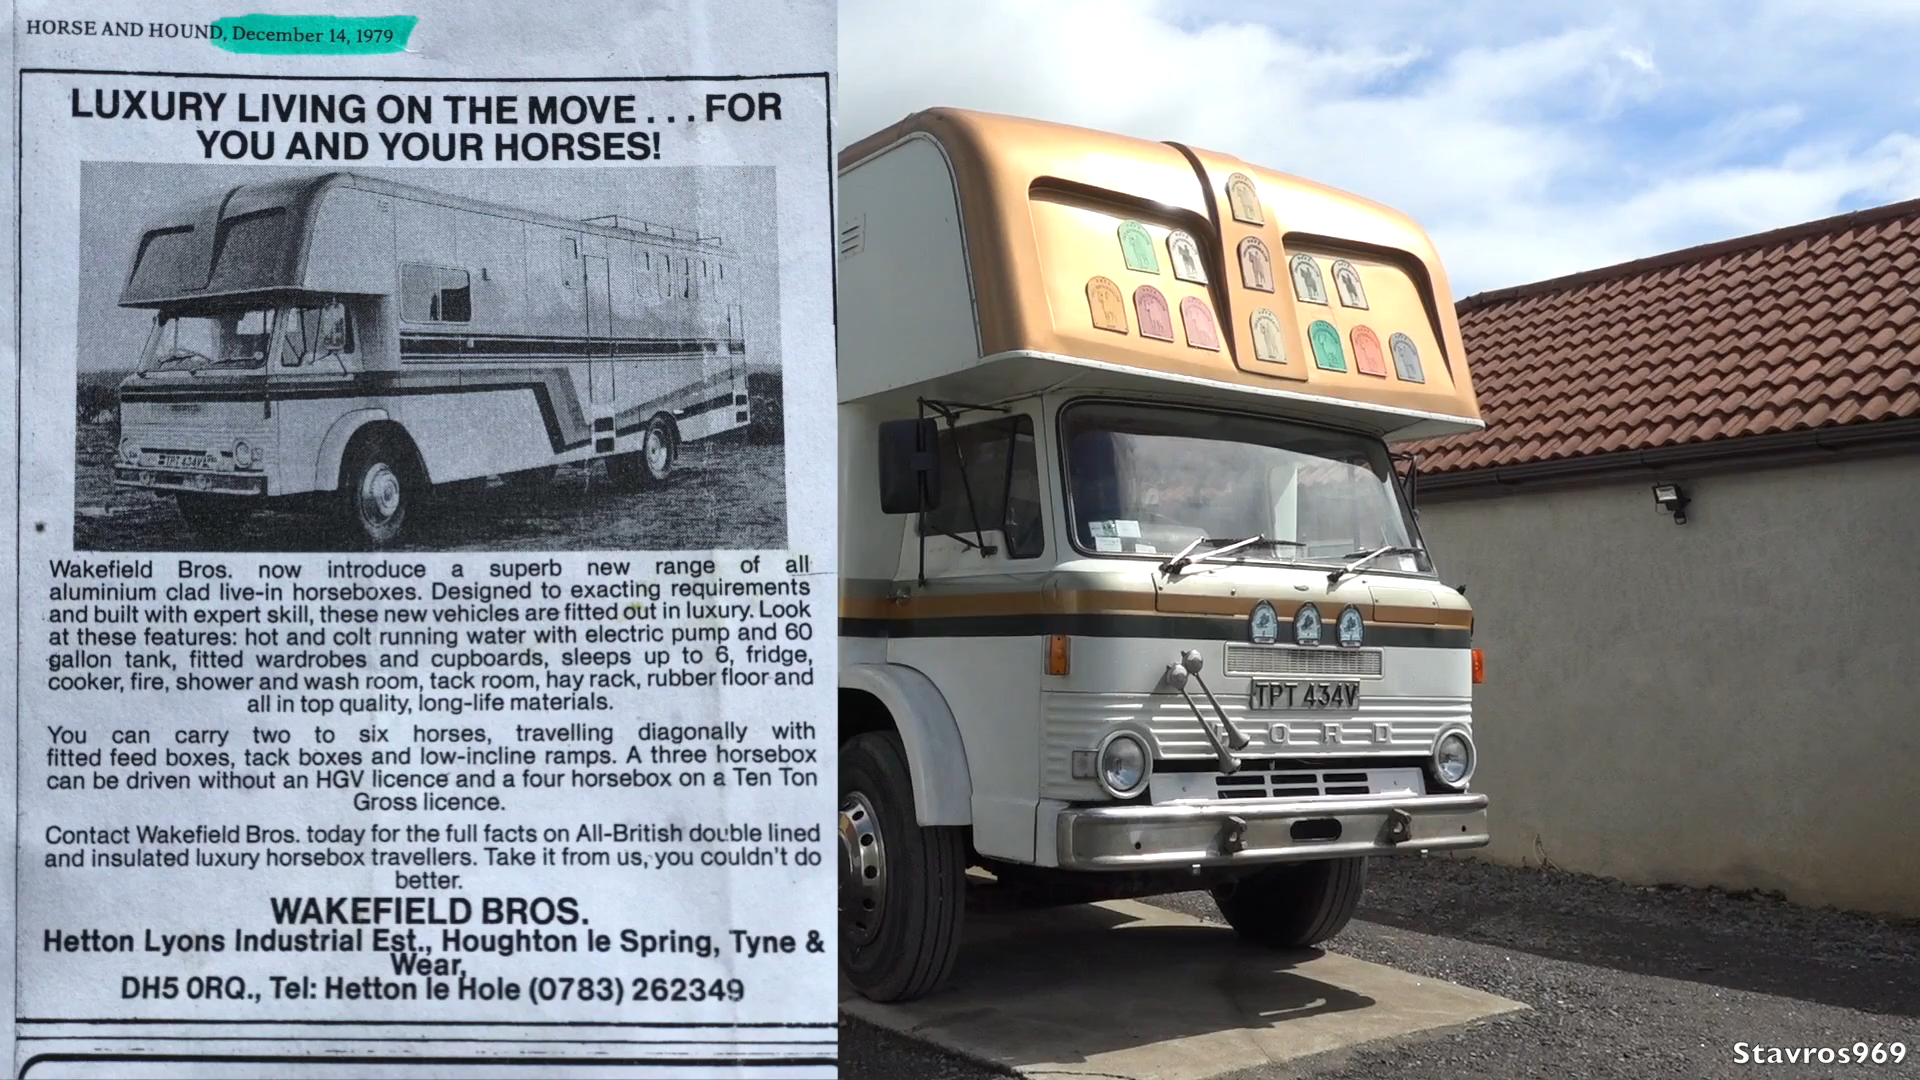 HORSE AND HOUND, December 14, 1979
LUXURY LIVING ON THE MOVE . . . FOR
YOU AND YOUR HORSES!
TPT 434V
Wakefield Bros. now introduce a superb new range of all
aluminium clad live-in horseboxes. Designed to exacting requirements
and built with expert skill, these new vehicles are fitted out in luxury. Look
at these features: hot and colt running water with electric pump and 60
gallon tank, fitted wardrobes and cupboards, sleeps up to 6, fridge,
cooker, fire, shower and wash room, tack room, hay rack, rubber floor and
all in top quality, long-life materials.
You can carry two to six horses, travelling diagonally with
fitted feed boxes, tack boxes and low-incline ramps. A three horsebox
can be driven without an HGV licence and a four horsebox on a Ten Ton
Gross licence.
Contact Wakefield Bros. today for the full facts on All-British double lined
and insulated luxury horsebox travellers. Take it from us, you couldn't do
better.
WAKEFIELD BROS.
Hetton Lyons Industrial Est., Houghton le Spring, Tyne &
Wear,
DH5 0RQ., Tel: Hetton le Hole (0783) 262349
TPT 434V
FORD
Stavros969